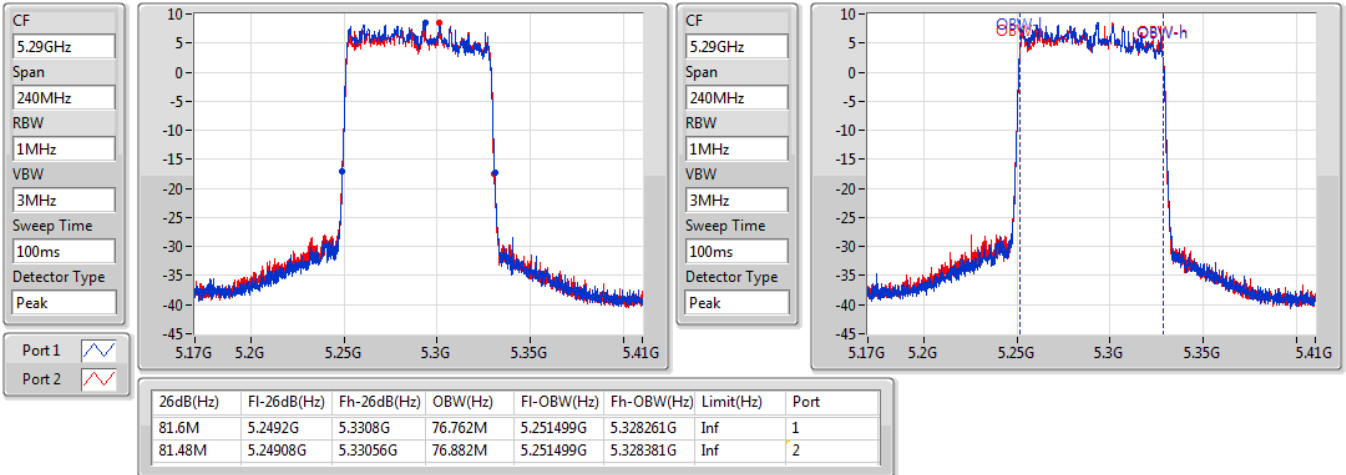 CF
5.29GHz
Span
240MHz
RBW
1MHz
VBW
3MHz
Sweep Time
100ms
Detector Type
Peak
Port 1
Port 2
10
5
0
-5
-10
-15
-20
-25
-30
-35
-40
-45
5.17G 5.2G 5.25G 5.3G 5.35G 5.41G
CF
5.29GHz
Span
240MHz
RBW
1MHz
VBW
3MHz
Sweep Time
100ms
Detector Type
Peak
10
5
0
-5
-10
-15
-20
-25
-30
-35
-40
-45
OBW-h
5.17G 5.2G 5.25G 5.3G 5.35G 5.41G
26dB(Hz) Fl-26dB(Hz) Fh-26dB(Hz) OBW(Hz) Fl-OBW(Hz) Fh-OBW(Hz) Limit(Hz) Port
81.6M 5.2492G 5.3308G 76.762M 5.251499G 5.328261G Inf 1
81.48M 5.24908G 5.33056G 76.882M 5.251499G 5.328381G Inf 2